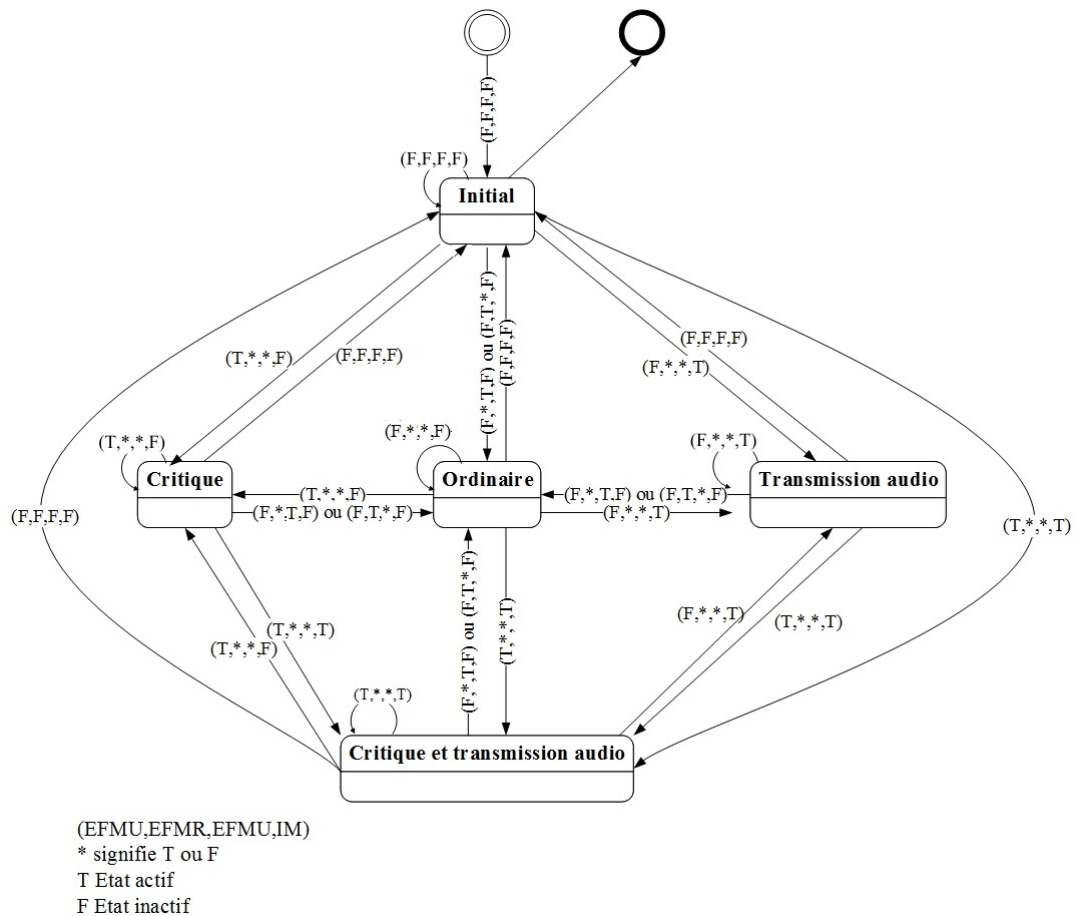 (F,F,F,F)
(F,F,F,F)
Initial
(F,*,T,F) ou (F,T,*,F)
(F,F,F,F)
(T,*,*,F)
(F,F,F,F)
(F,F,F,F)
(F,*,*,T)
(T,*,*,F)
(F,*,*,F)
(F,*,*,T)
Critique
Ordinaire
Transmission audio
(T,*,*,F)
(F,*,T,F) ou (F,T,*,F)
(F,*,T,F) ou (F,T,*,F)
(F,*,*,T)
(F,F,F,F)
(T,*,*,T)
(F,*,T,F) ou (F,T,*,F)
(T,*,*,T)
(T,*,*,T)
(T,*,*,F)
(F,*,*,T)
(T,*,*,T)
(T,*,*,T)
Critique et transmission audio
(EFMU,EFMR,EFMU,IM)
* signifie T ou F
T Etat actif
F Etat inactif